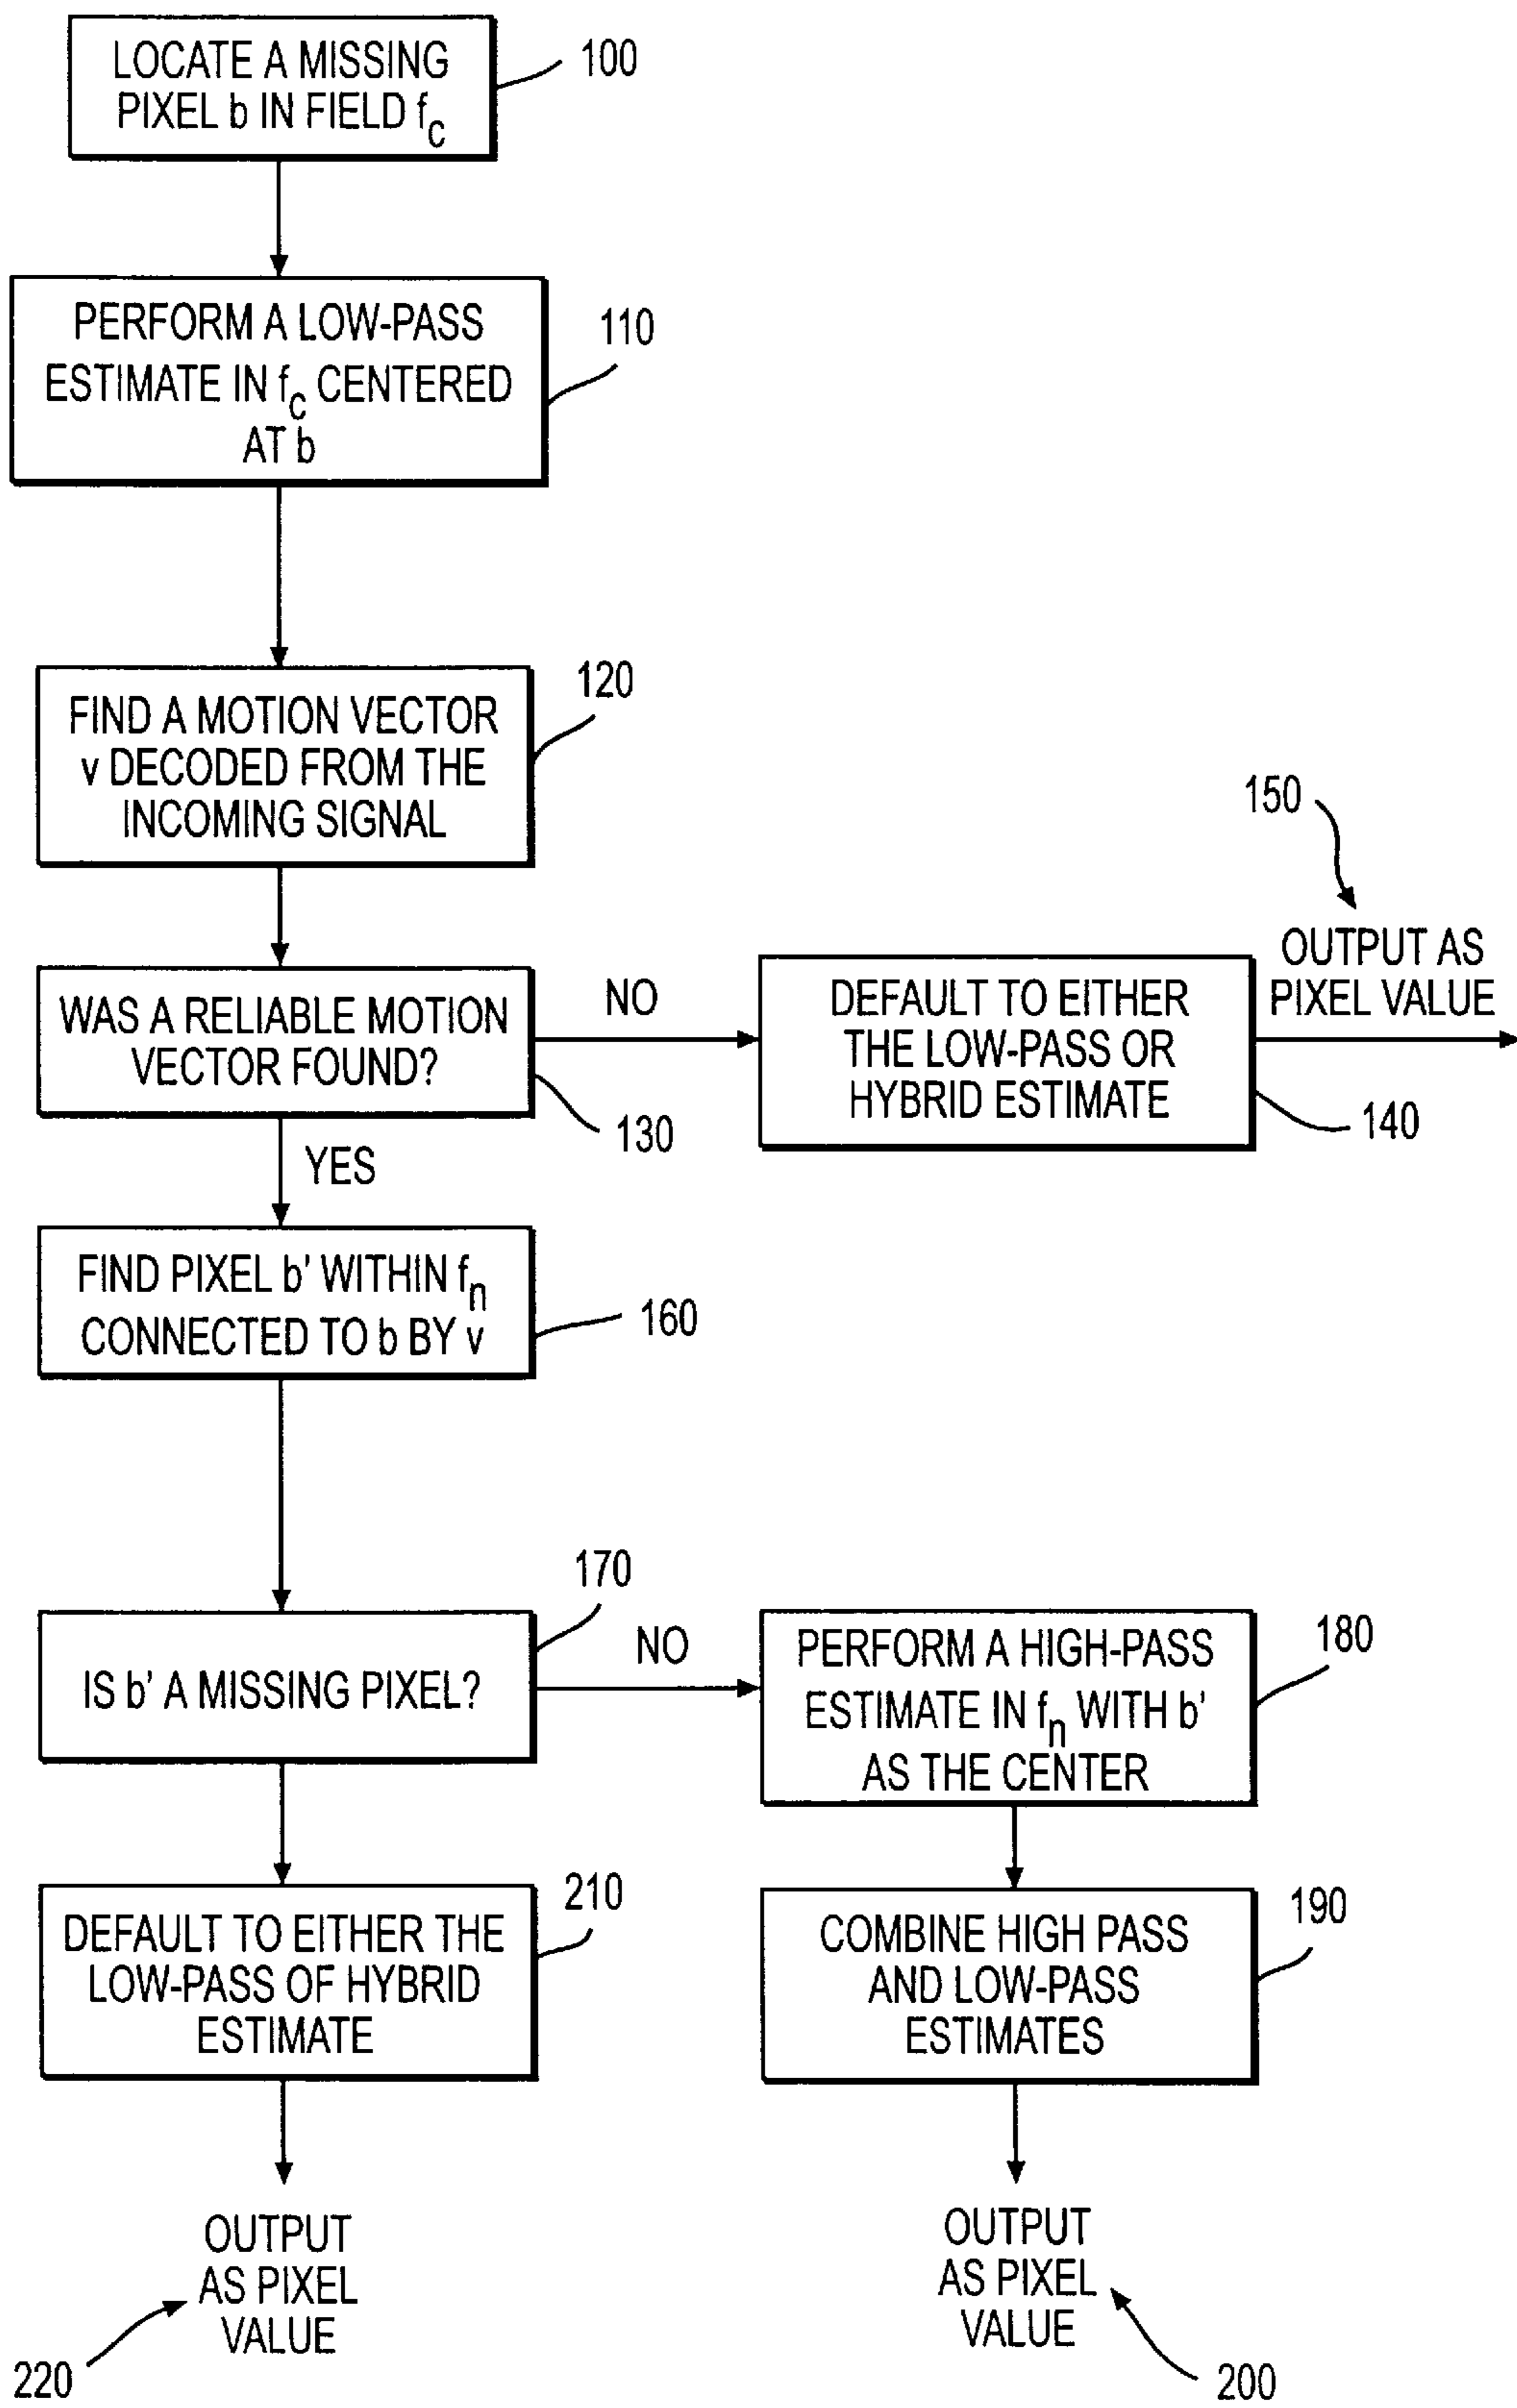 LOCATE A MISSING
PIXEL b IN FIELD fc
100
PERFORM A LOW-PASS
ESTIMATE IN fc CENTERED
AT b
110
FIND A MOTION VECTOR
v DECODED FROM THE
INCOMING SIGNAL
120
WAS A RELIABLE MOTION
VECTOR FOUND?
130
NO
DEFAULT TO EITHER
THE LOW-PASS OR
HYBRID ESTIMATE
140
150
OUTPUT AS
PIXEL VALUE
YES
FIND PIXEL b' WITHIN fn
CONNECTED TO b BY v
160
IS b' A MISSING PIXEL?
170
NO
PERFORM A HIGH-PASS
ESTIMATE IN fn WITH b'
AS THE CENTER
180
DEFAULT TO EITHER THE
LOW-PASS OF HYBRID
ESTIMATE
210
COMBINE HIGH PASS
AND LOW-PASS
ESTIMATES
190
OUTPUT
AS PIXEL
VALUE
220
OUTPUT
AS PIXEL
VALUE
200